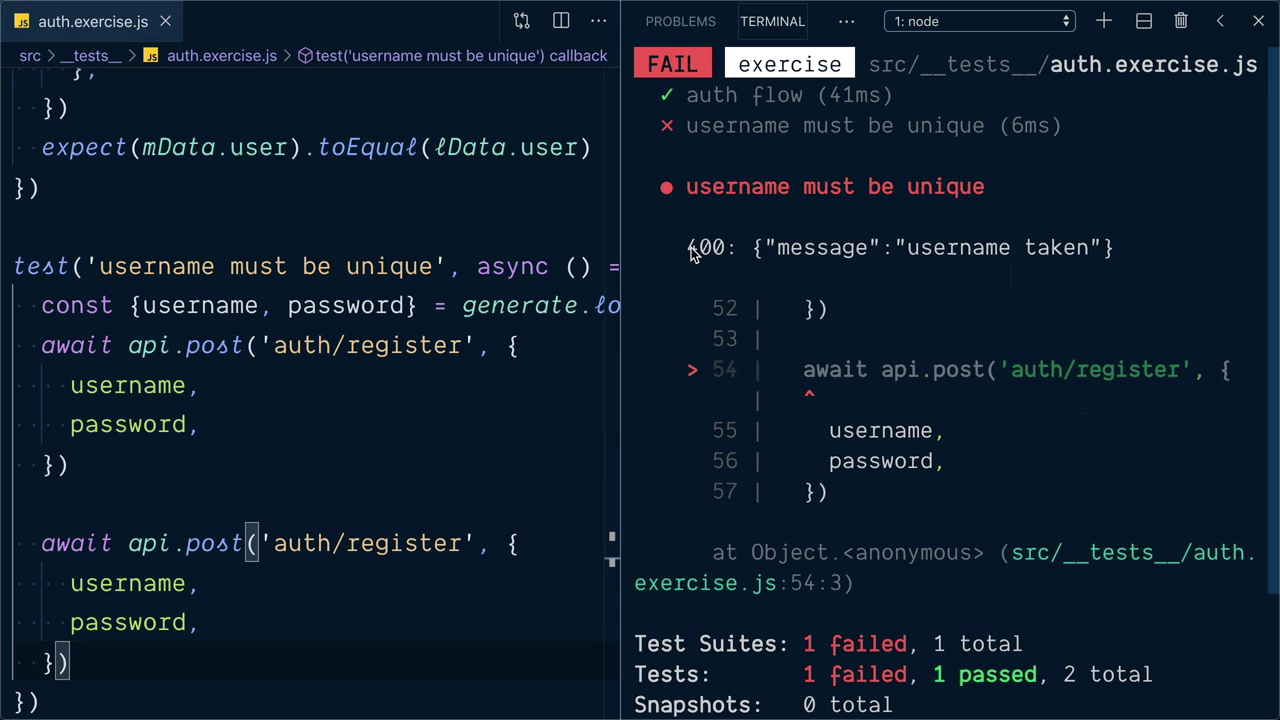 auth.exercise.js
src > __tests__ > auth.exercise.js > test('username must be unique') callback
},
})
expect(mData.user).toEqual(lData.user)
})
test('username must be unique', async () =
const {username, password} = generate.lo
await api.post('auth/register', {
username,
password,
})
await api.post('auth/register', {
username,
password,
})
})
PROBLEMS TERMINAL ··· 1: node
FAIL exercise src/__tests__/auth.exercise.js
✓ auth flow (41ms)
✕ username must be unique (6ms)
● username must be unique
400: {"message":"username taken"}
52 | })
53 |
> 54 | await api.post('auth/register', {
| ^
55 | username,
56 | password,
57 | })
at Object.<anonymous> (src/__tests__/auth.
exercise.js:54:3)
Test Suites: 1 failed, 1 total
Tests: 1 failed, 1 passed, 2 total
Snapshots: 0 total